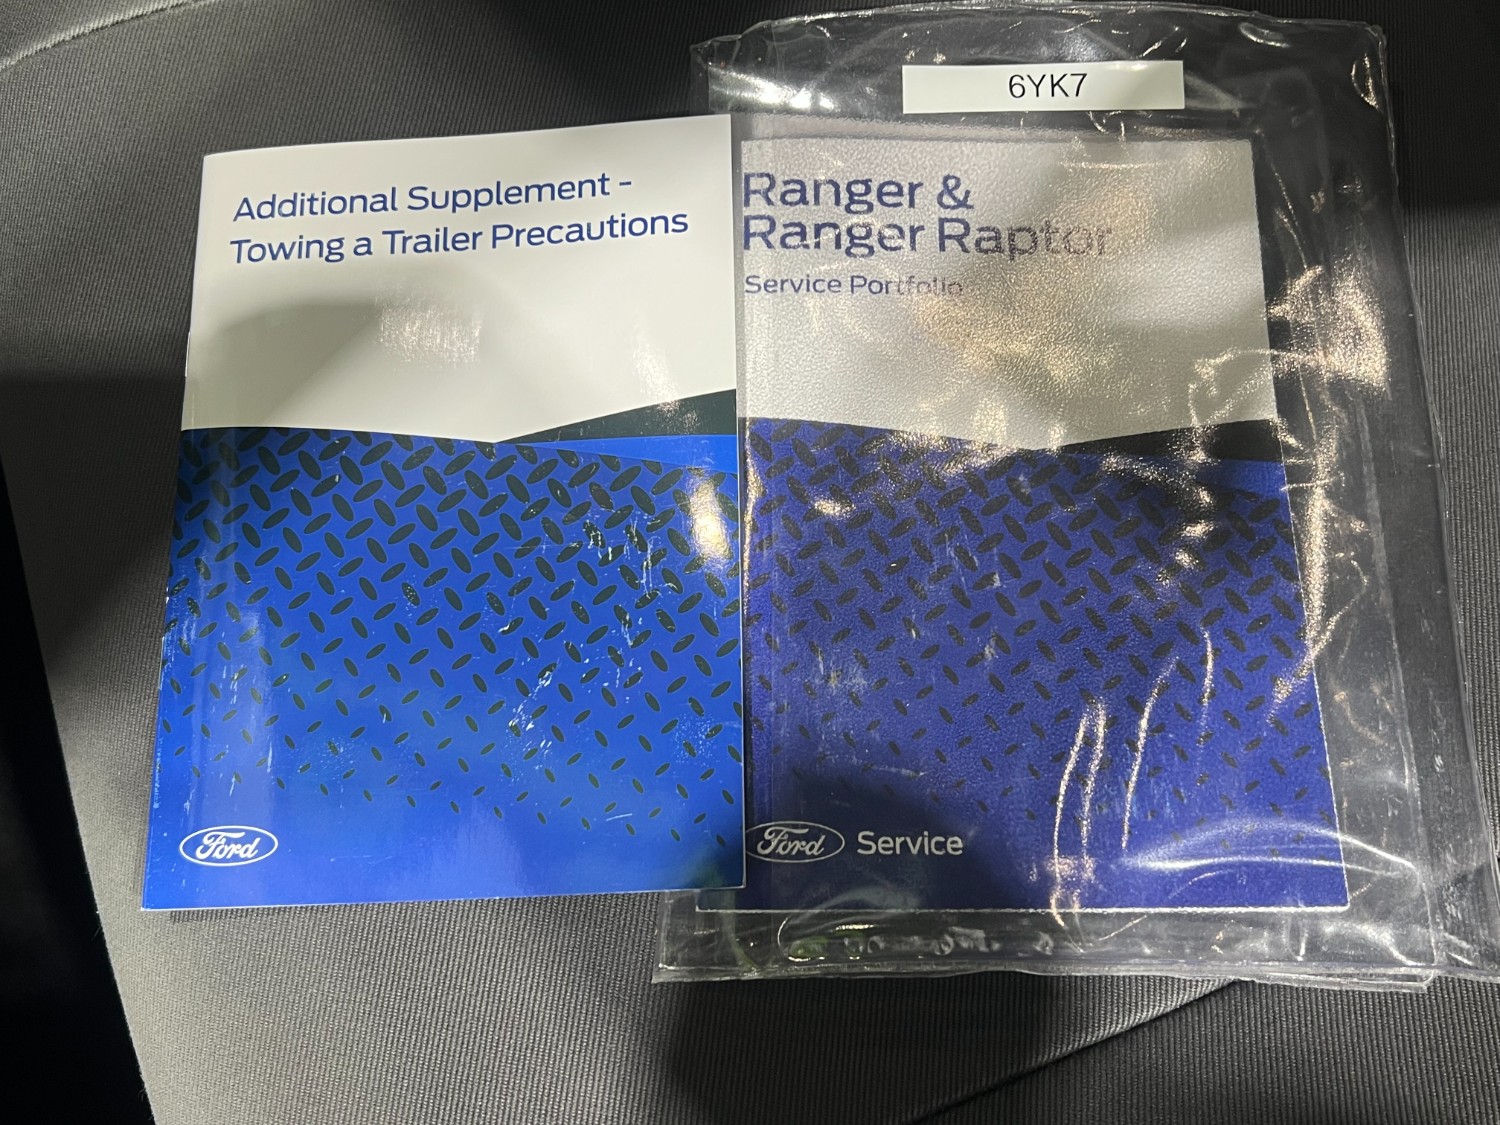 Additional Supplement -
Towing a Trailer Precautions
Ford
6YK7
Ranger &
Ranger Raptor
Service Portfolio
Ford Service